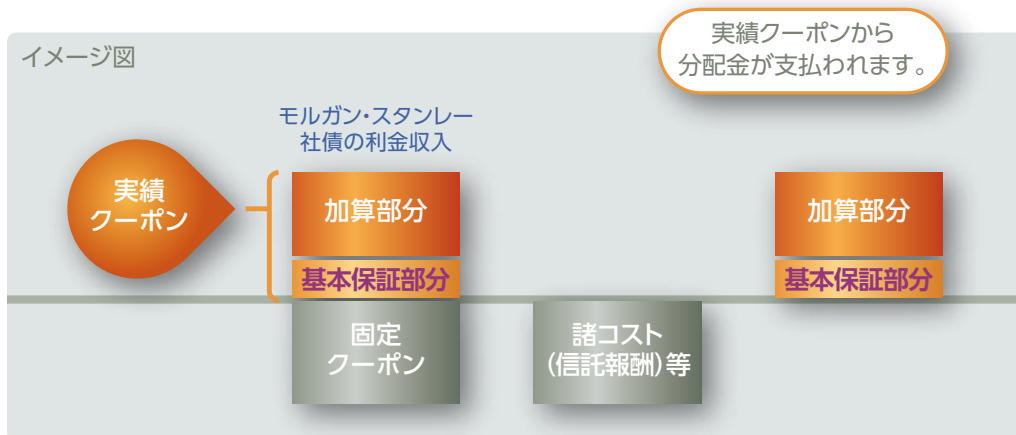 実績クーポンから
分配金が支払われます。
イメージ図
モルガン・スタンレー
社債の利金収入
実績
クーポン
加算部分
基本保証部分
固定
クーポン
諸コスト
(信託報酬)等
加算部分
基本保証部分